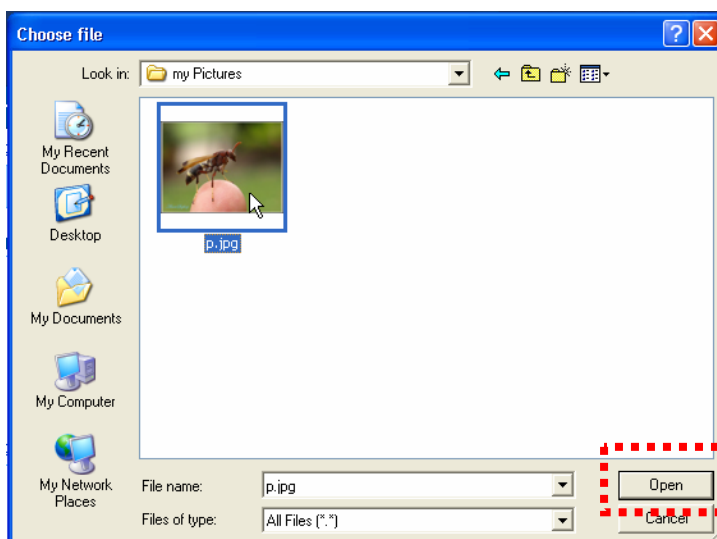 Choose file
Look in: my Pictures
My Recent
Documents
Desktop
My Documents
My Computer
My Network
Places
p.jpg
File name: p.jpg Open
Files of type: All Files (*.*) Cancel